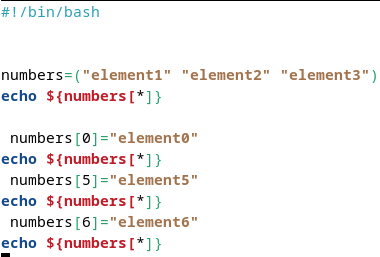 #!/bin/bash
numbers=("element1" "element2" "element3")
echo ${numbers[*]}
numbers[0]="element0"
echo ${numbers[*]}
numbers[5]="element5"
echo ${numbers[*]}
numbers[6]="element6"
echo ${numbers[*]}